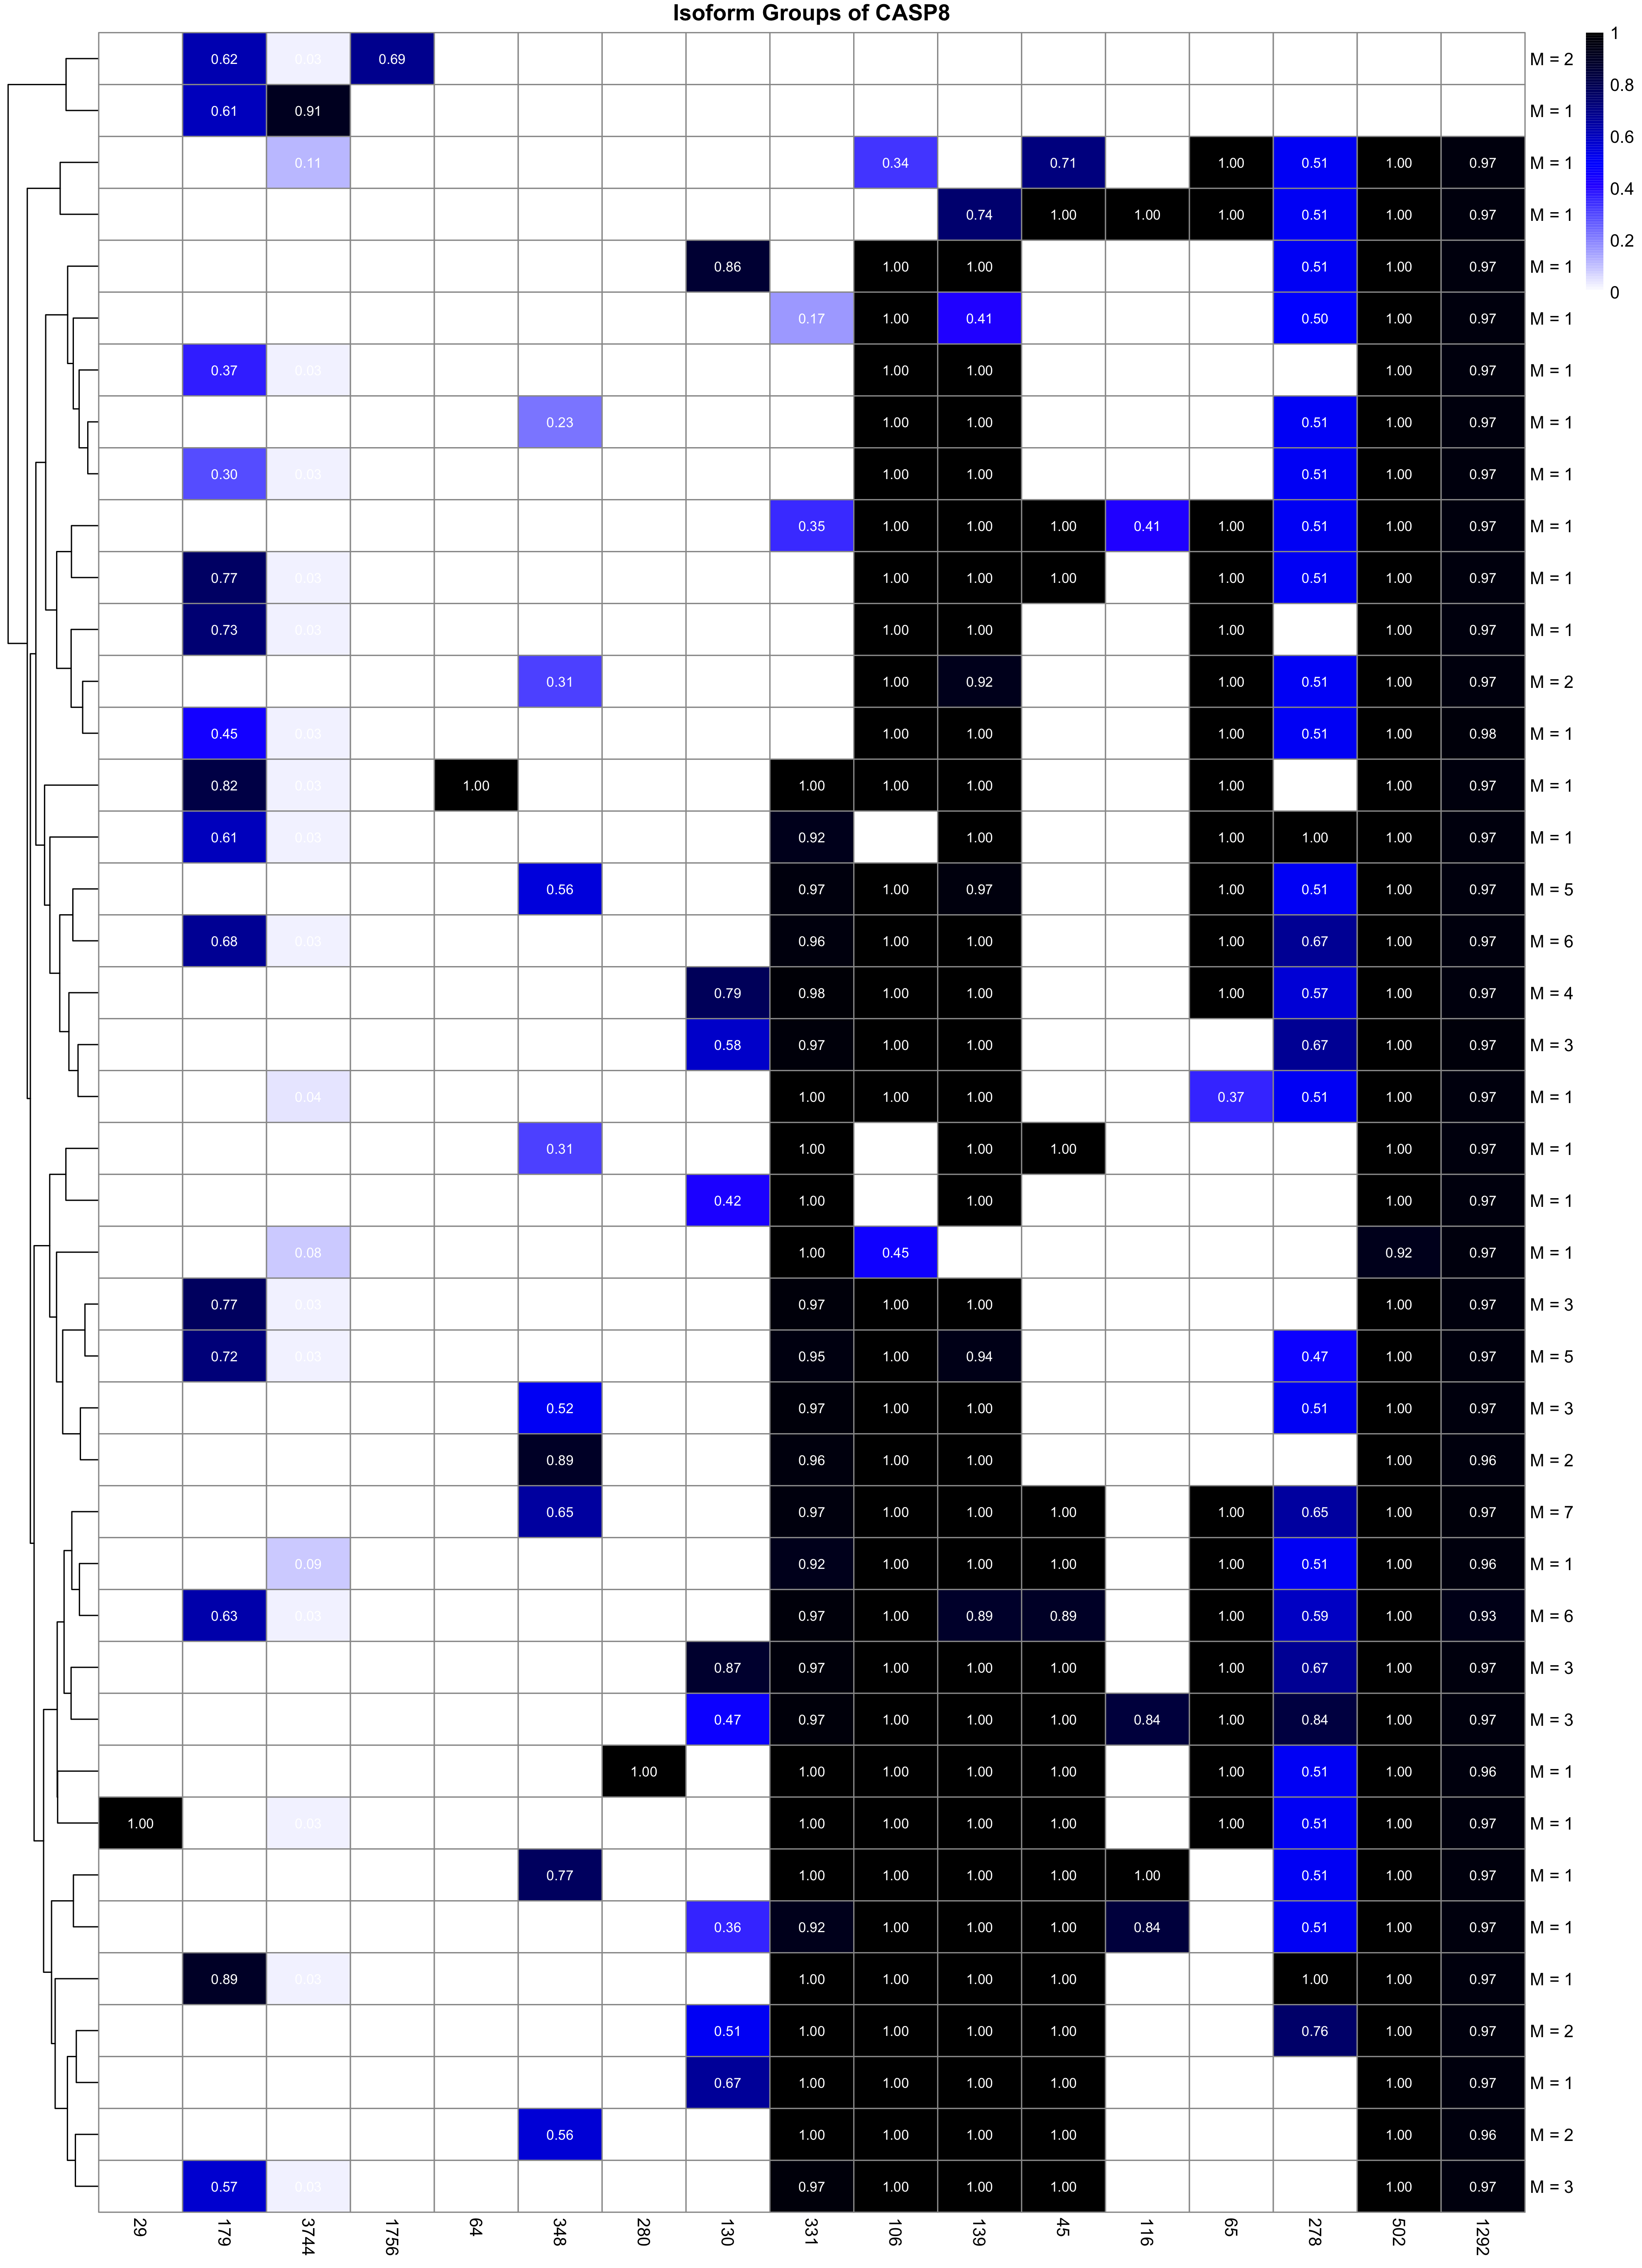 Isoform Groups of CASP8
0.62 0.03 0.69 M = 2
0.61 0.91 M = 1
0.11 0.34 0.71 1.00 0.51 1.00 0.97 M = 1
0.74 1.00 1.00 1.00 0.51 1.00 0.97 M = 1
0.86 1.00 1.00 0.51 1.00 0.97 M = 1
0.17 1.00 0.41 0.50 1.00 0.97 M = 1
0.37 0.03 1.00 1.00 1.00 0.97 M = 1
0.23 1.00 1.00 0.51 1.00 0.97 M = 1
0.30 0.03 1.00 1.00 0.51 1.00 0.97 M = 1
0.35 1.00 1.00 1.00 0.41 1.00 0.51 1.00 0.97 M = 1
0.77 0.03 1.00 1.00 1.00 1.00 0.51 1.00 0.97 M = 1
0.73 0.03 1.00 1.00 1.00 1.00 0.97 M = 1
0.31 1.00 0.92 1.00 0.51 1.00 0.97 M = 2
0.45 0.03 1.00 1.00 1.00 0.51 1.00 0.98 M = 1
0.82 0.03 1.00 1.00 1.00 1.00 1.00 1.00 0.97 M = 1
0.61 0.03 0.92 1.00 1.00 1.00 1.00 0.97 M = 1
0.56 0.97 1.00 0.97 1.00 0.51 1.00 0.97 M = 5
0.68 0.03 0.96 1.00 1.00 1.00 0.67 1.00 0.97 M = 6
0.79 0.98 1.00 1.00 1.00 0.57 1.00 0.97 M = 4
0.58 0.97 1.00 1.00 0.67 1.00 0.97 M = 3
0.04 1.00 1.00 1.00 0.37 0.51 1.00 0.97 M = 1
0.31 1.00 1.00 1.00 1.00 0.97 M = 1
0.42 1.00 1.00 1.00 0.97 M = 1
0.08 1.00 0.45 0.92 0.97 M = 1
0.77 0.03 0.97 1.00 1.00 1.00 0.97 M = 3
0.72 0.03 0.95 1.00 0.94 0.47 1.00 0.97 M = 5
0.52 0.97 1.00 1.00 0.51 1.00 0.97 M = 3
0.89 0.96 1.00 1.00 1.00 0.96 M = 2
0.65 0.97 1.00 1.00 1.00 1.00 0.65 1.00 0.97 M = 7
0.09 0.92 1.00 1.00 1.00 1.00 0.51 1.00 0.96 M = 1
0.63 0.03 0.97 1.00 0.89 0.89 1.00 0.59 1.00 0.93 M = 6
0.87 0.97 1.00 1.00 1.00 1.00 0.67 1.00 0.97 M = 3
0.47 0.97 1.00 1.00 1.00 0.84 1.00 0.84 1.00 0.97 M = 3
1.00 1.00 1.00 1.00 1.00 1.00 0.51 1.00 0.96 M = 1
1.00 0.03 1.00 1.00 1.00 1.00 1.00 0.51 1.00 0.97 M = 1
0.77 1.00 1.00 1.00 1.00 1.00 0.51 1.00 0.97 M = 1
0.36 0.92 1.00 1.00 1.00 0.84 0.51 1.00 0.97 M = 1
0.89 0.03 1.00 1.00 1.00 1.00 1.00 1.00 0.97 M = 1
0.51 1.00 1.00 1.00 1.00 0.76 1.00 0.97 M = 2
0.67 1.00 1.00 1.00 1.00 1.00 0.97 M = 1
0.56 1.00 1.00 1.00 1.00 1.00 0.96 M = 2
0.57 0.03 0.97 1.00 1.00 1.00 1.00 0.97 M = 3
29 1779 3744 1756 64 348 280 130 331 106 139 45 116 65 278 502 1292
1
0.8
0.6
0.4
0.2
0